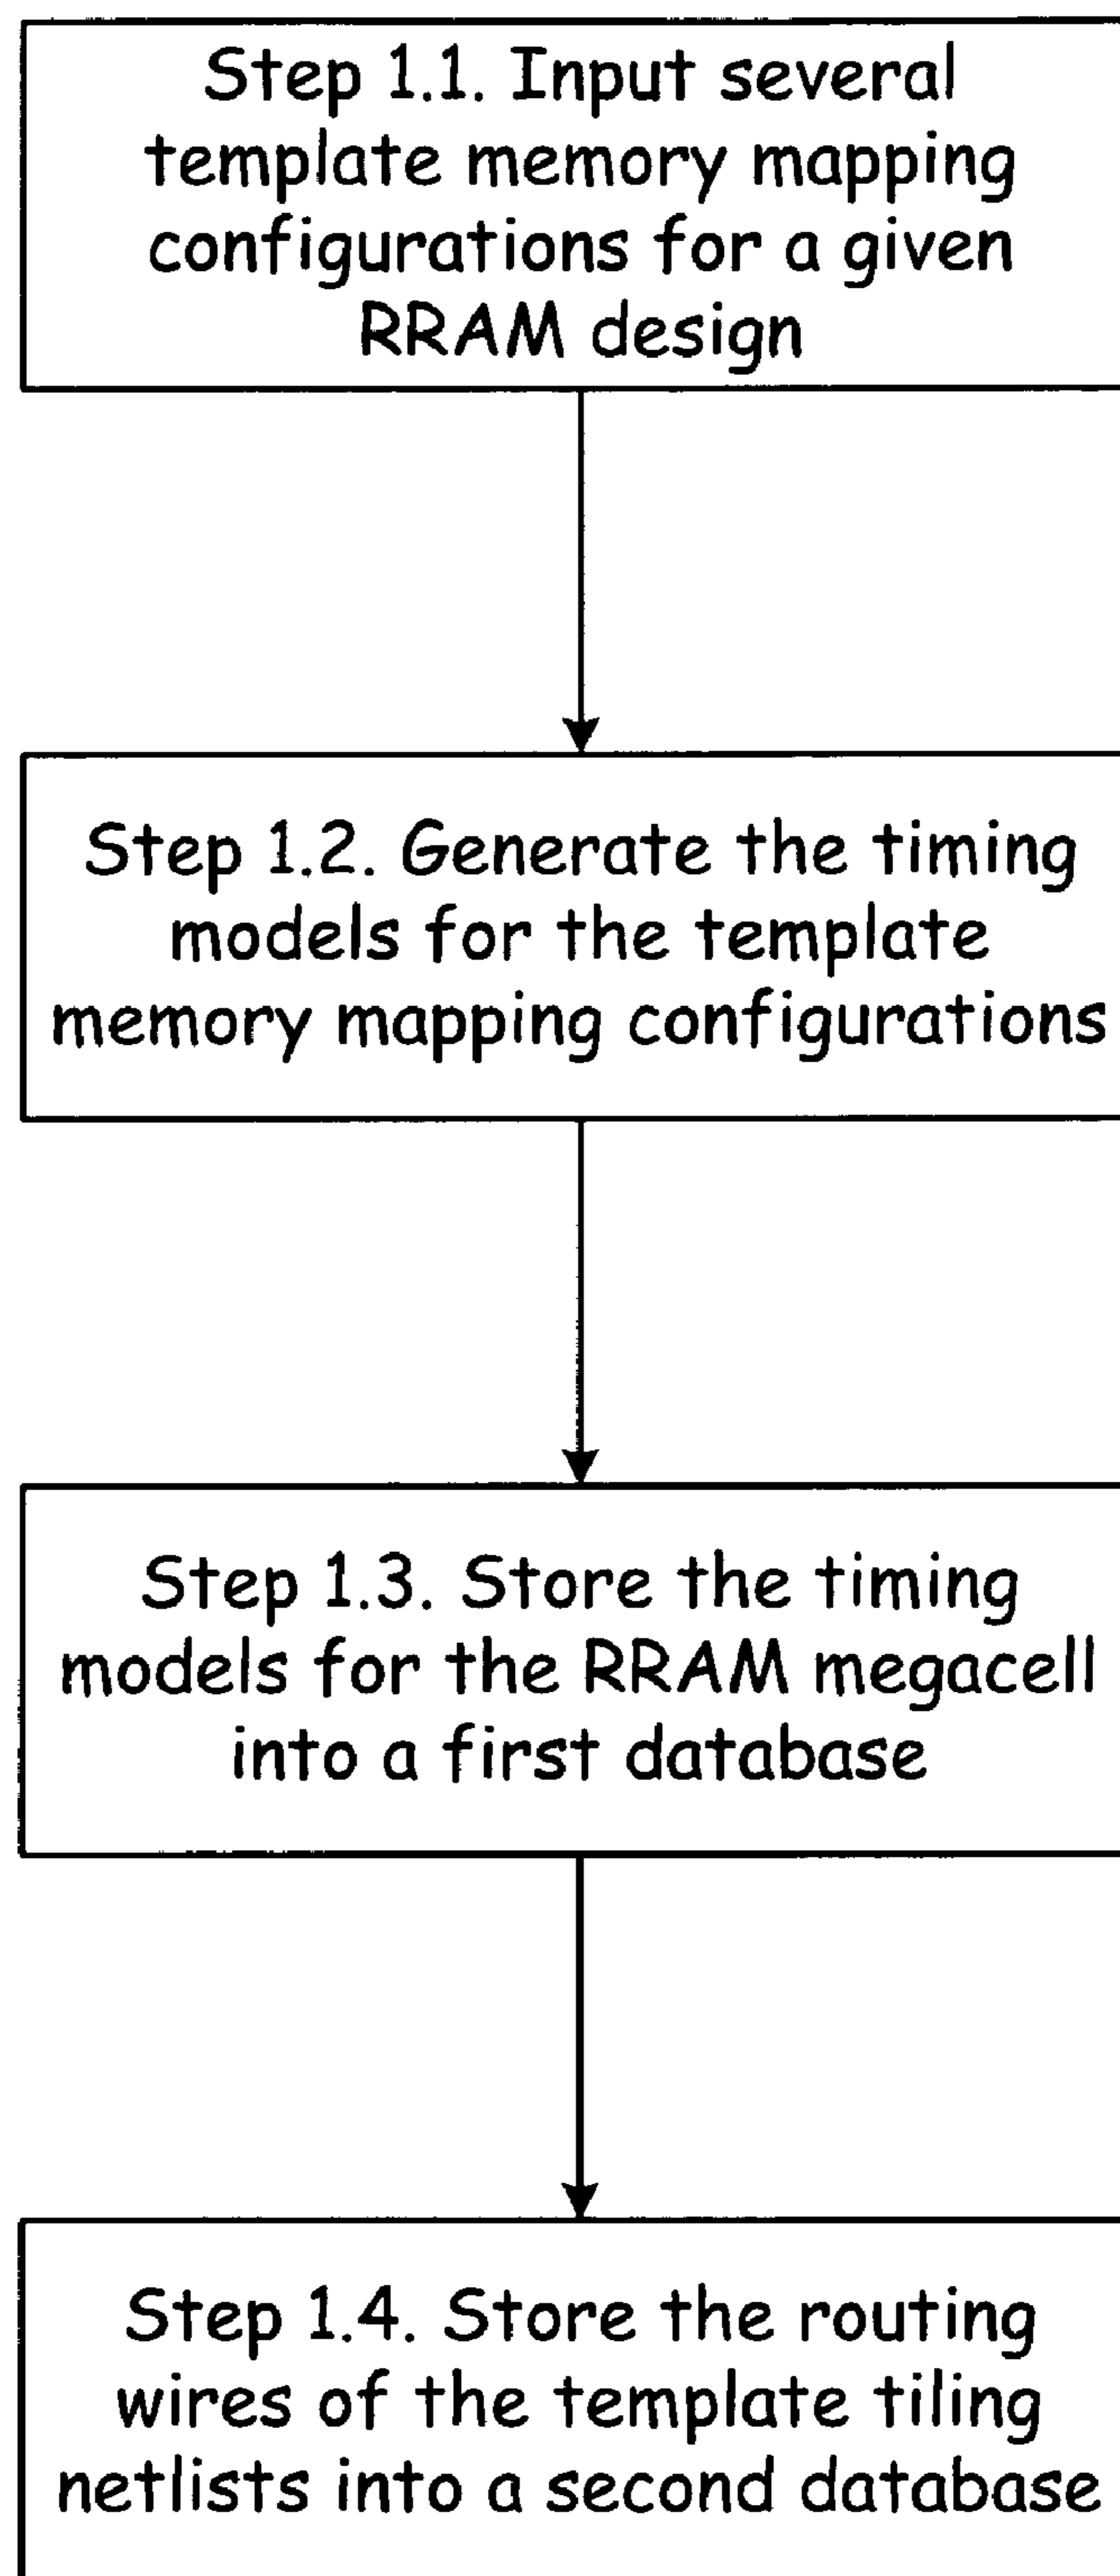 Step 1.1. Input several
template memory mapping
configurations for a given
RRAM design
Step 1.2. Generate the timing
models for the template
memory mapping configurations
Step 1.3. Store the timing
models for the RRAM megacell
into a first database
Step 1.4. Store the routing
wires of the template tiling
netlists into a second database